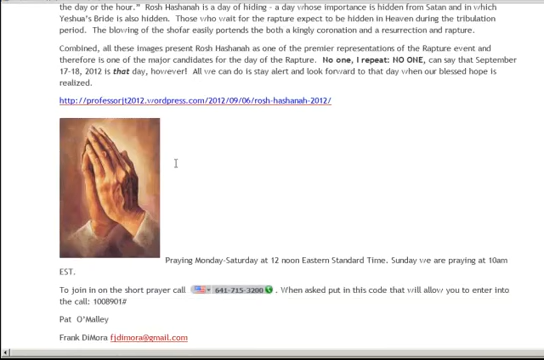 the day or the hour." Rosh Hashanah is a day of hiding – a day whose importance is hidden from Satan and in which
Yeshua's Bride is also hidden. Those who wait for the rapture expect to be hidden in Heaven during the tribulation
period. The blowing of the shofar easily portends the both a kingly coronation and a resurrection and rapture.
Combined, all these images present Rosh Hashanah as one of the premier representations of the Rapture event and
therefore is one of the major candidates for the day of the Rapture. No one, I repeat: NO ONE, can say that September
17-18, 2012 is that day, however! All we can do is stay alert and look forward to that day when our blessed hope is
realized.
http://professorjt2012.wordpress.com/2012/09/06/rosh-hashanah-2012/
Praying Monday-Saturday at 12 noon Eastern Standard Time. Sunday we are praying at 10am
EST.
To join in on the short prayer call 641-715-3200 . When asked put in this code that will allow you to enter into
the call: 1008901#
Pat O'Malley
Frank DiMora fjdimora@gmail.com